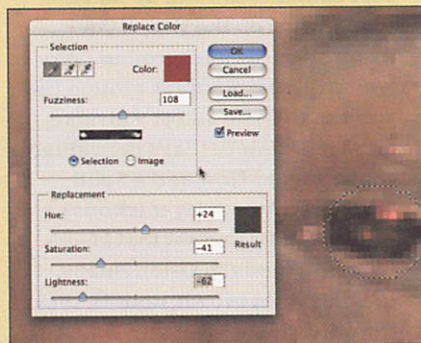 Replace Color
Selection
Color:
Fuzziness: 108
Selection Image
OK
Cancel
Load...
Save...
Preview
Replacement
Hue: +24
Saturation: -41
Lightness: -62
Result